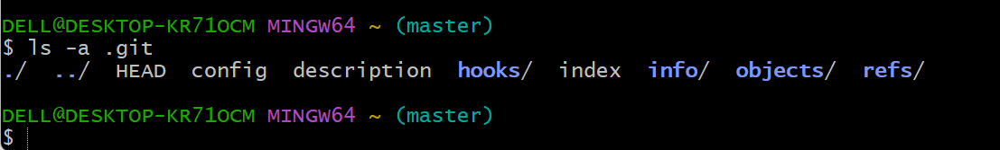 DELL@DESKTOP-KR71OCM MINGW64 ~ (master)
$ ls -a .git
./ ../ HEAD config description hooks/ index info/ objects/ refs/
DELL@DESKTOP-KR71OCM MINGW64 ~ (master)
$